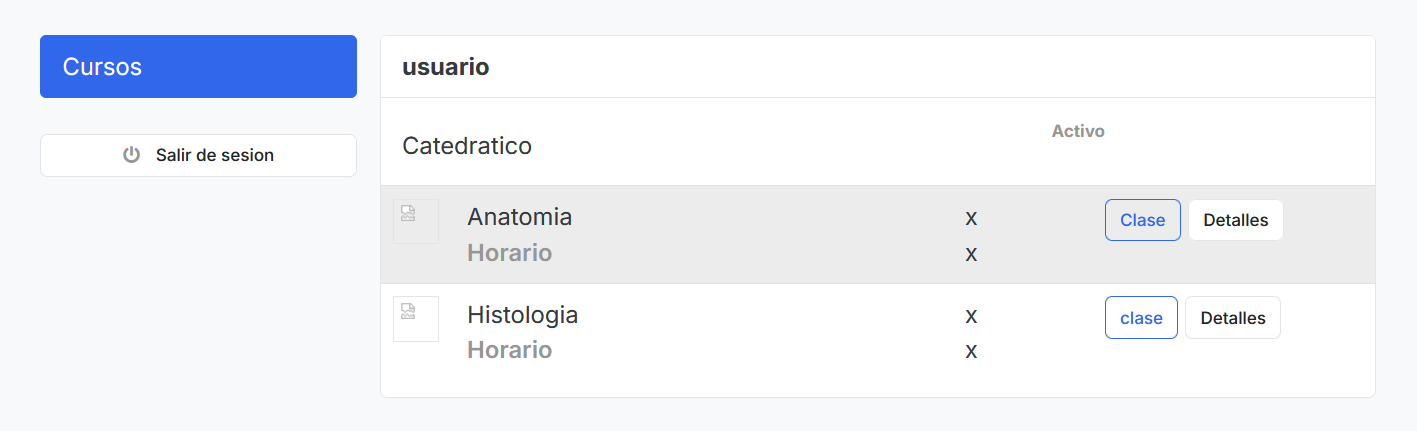 Cursos
Salir de sesion
usuario
Catedratico
Activo
Anatomia
x
Clase
Detalles
Horario
x
Histologia
x
clase
Detalles
Horario
x